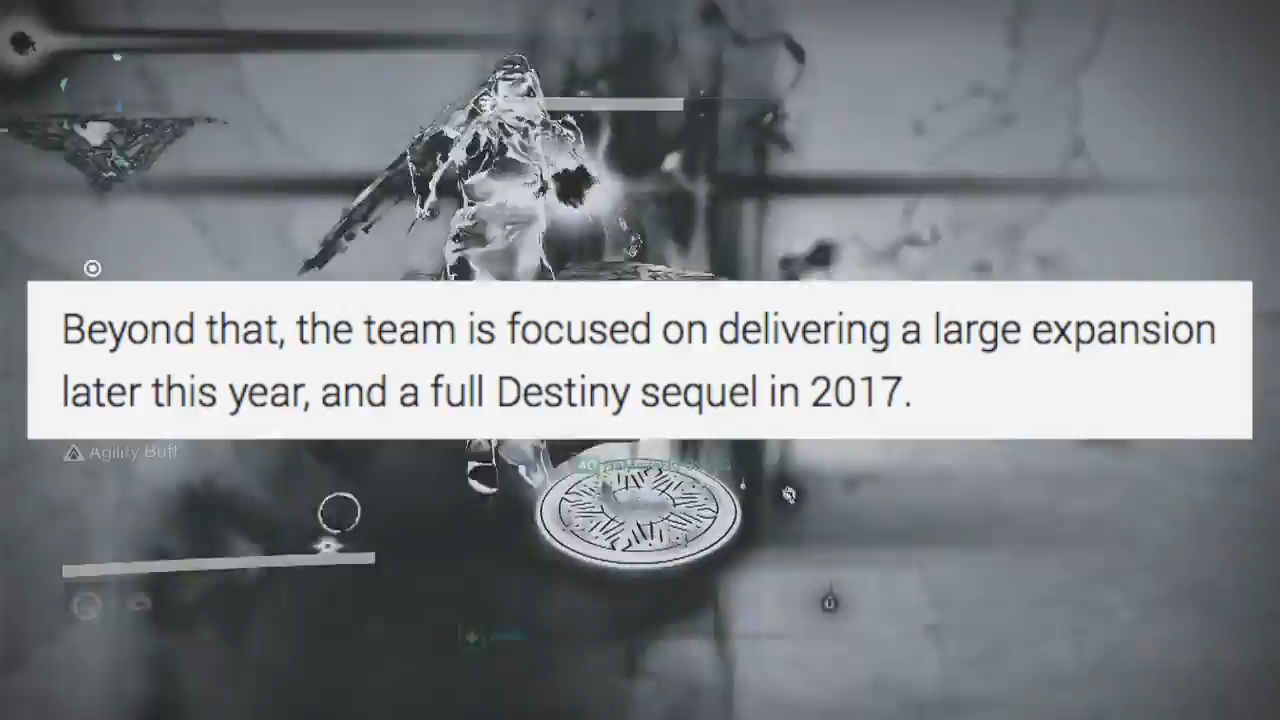 Beyond that, the team is focused on delivering a large expansion
later this year, and a full Destiny sequel in 2017.
Agility Buff